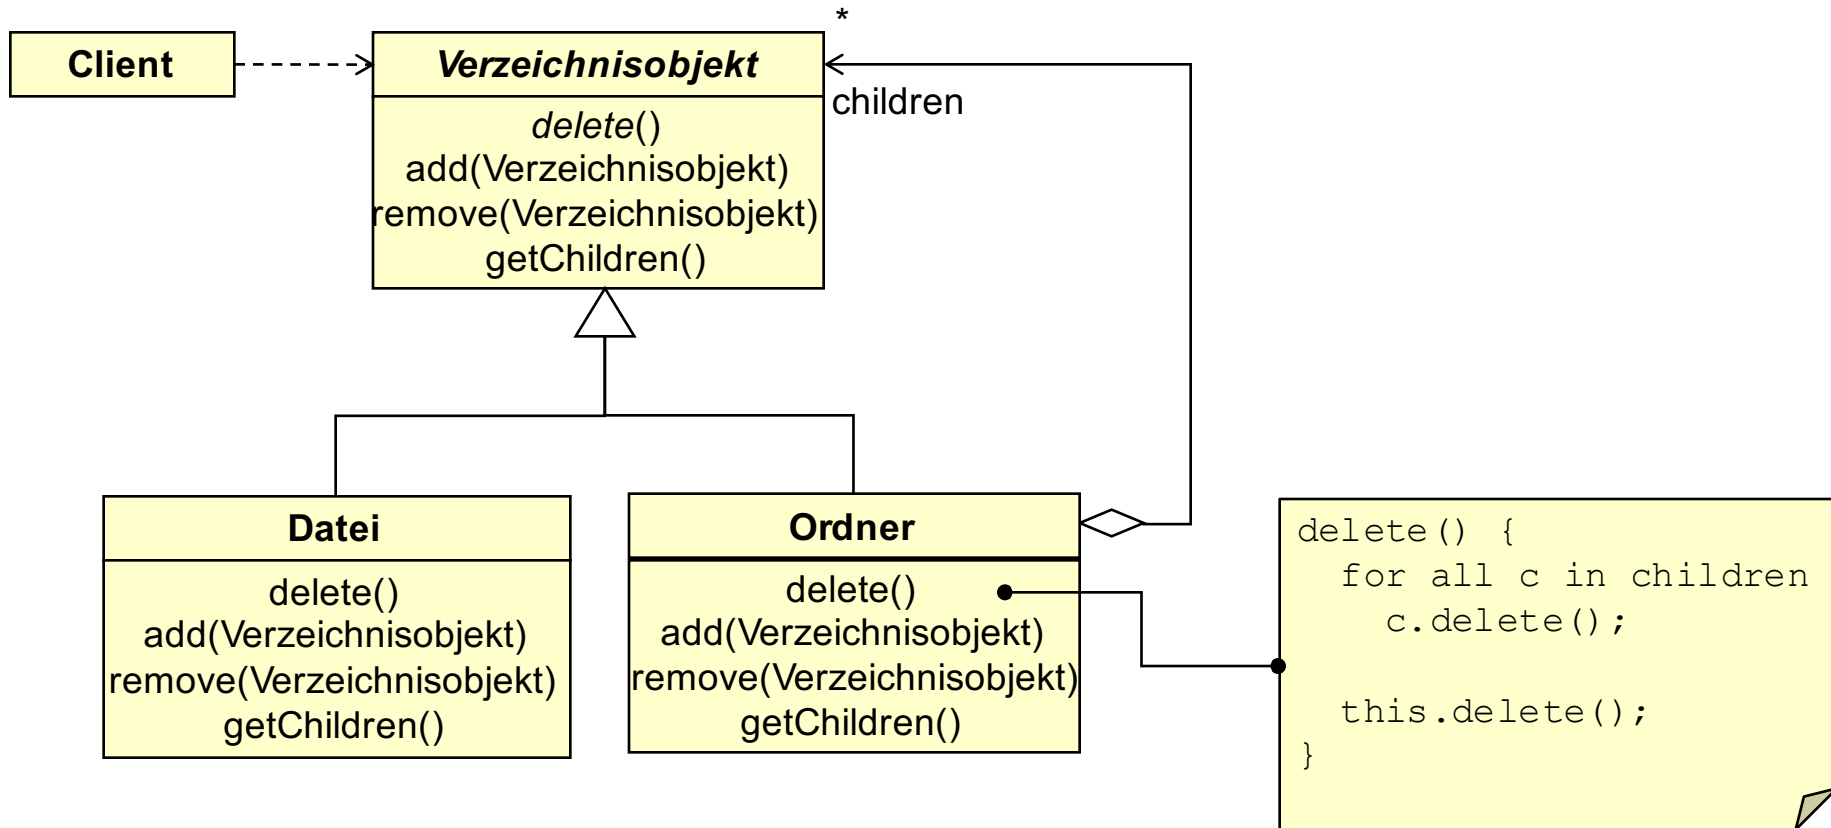 *
Client
Verzeichnisobjekt
children
delete()
add(Verzeichnisobjekt)
remove(Verzeichnisobjekt)
getChildren()
Datei
delete()
add(Verzeichnisobjekt)
remove(Verzeichnisobjekt)
getChildren()
Ordner
delete()
add(Verzeichnisobjekt)
remove(Verzeichnisobjekt)
getChildren()
delete() {
for all c in children
c.delete();
this.delete();
}